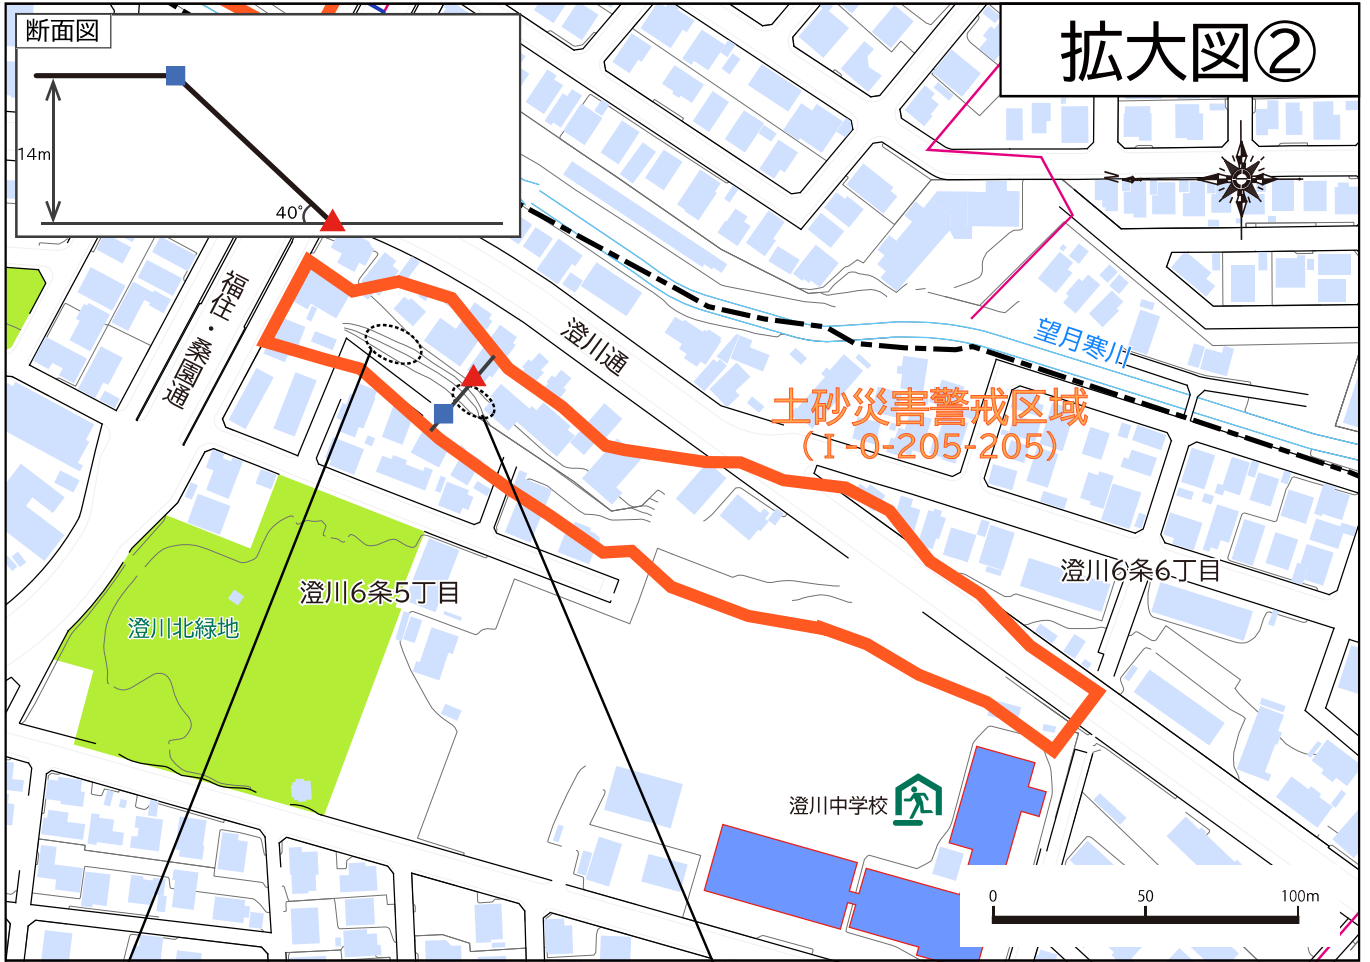 断面図
14m
40°
拡大図②
N
福住・桑園通
澄川通
望月寒川
土砂災害警戒区域
(Ⅰ-0-205-205)
澄川6条5丁目
澄川6条6丁目
澄川北緑地
澄川中学校
0 50 100m